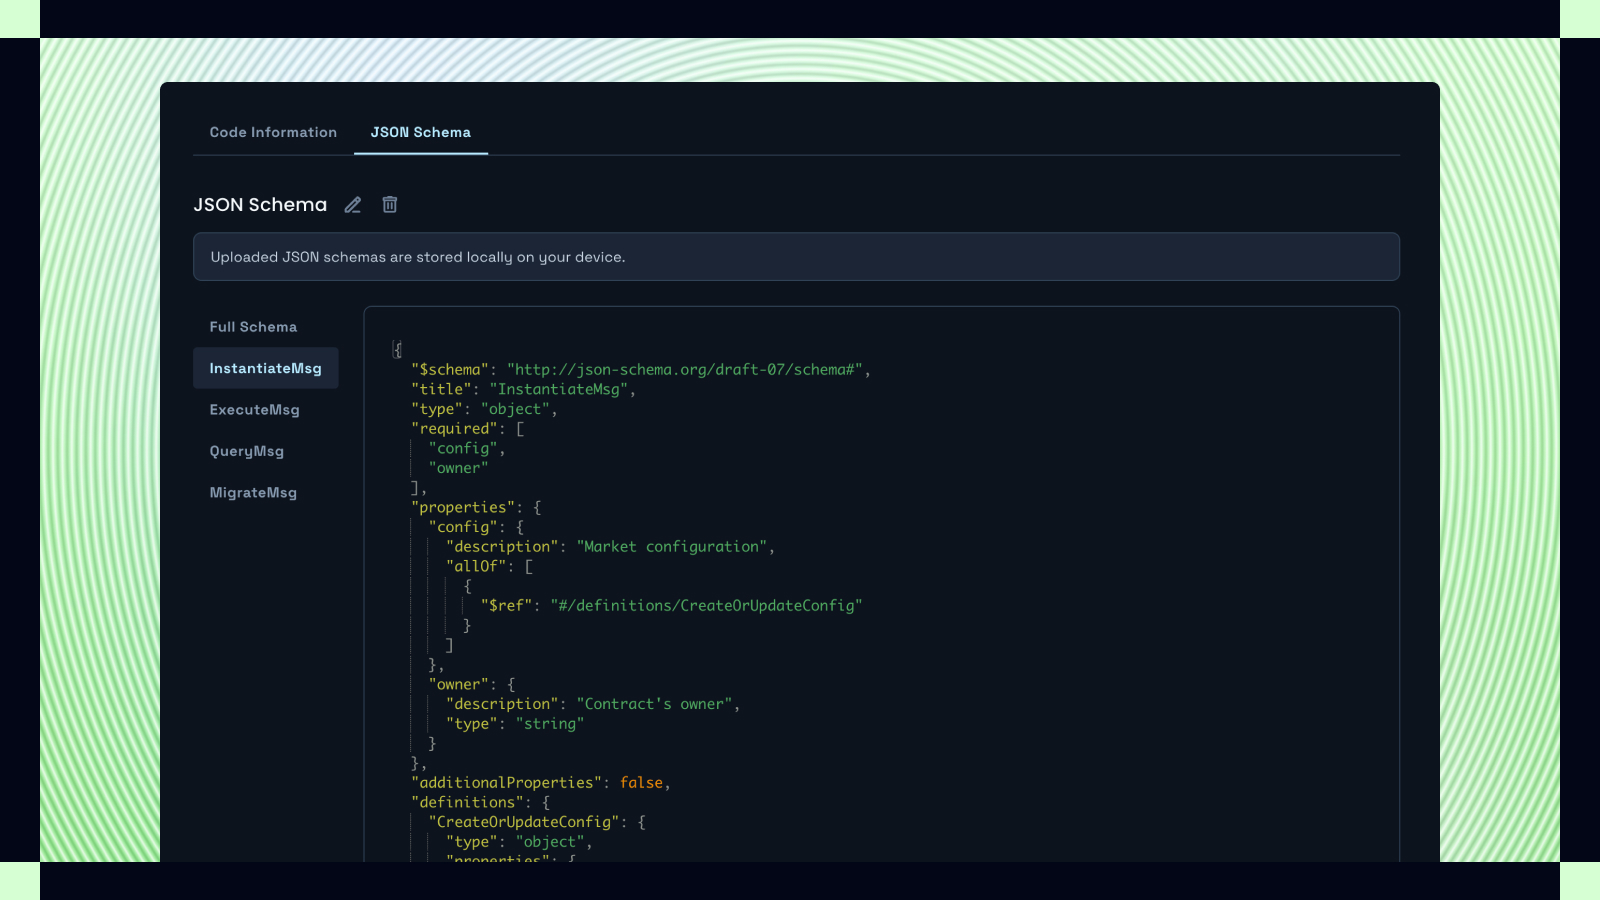 Code Information
JSON Schema
JSON Schema
Uploaded JSON schemas are stored locally on your device.
Full Schema
InstantiateMsg
ExecuteMsg
QueryMsg
MigrateMsg
{
"$schema": "http://json-schema.org/draft-07/schema#",
"title": "InstantiateMsg",
"type": "object",
"required": [
"config",
"owner"
],
"properties": {
"config": {
"description": "Market configuration",
"allOf": [
{
"$ref": "#/definitions/CreateOrUpdateConfig"
}
]
},
"owner": {
"description": "Contract's owner",
"type": "string"
}
},
"additionalProperties": false,
"definitions": {
"CreateOrUpdateConfig": {
"type": "object",
"properties": {